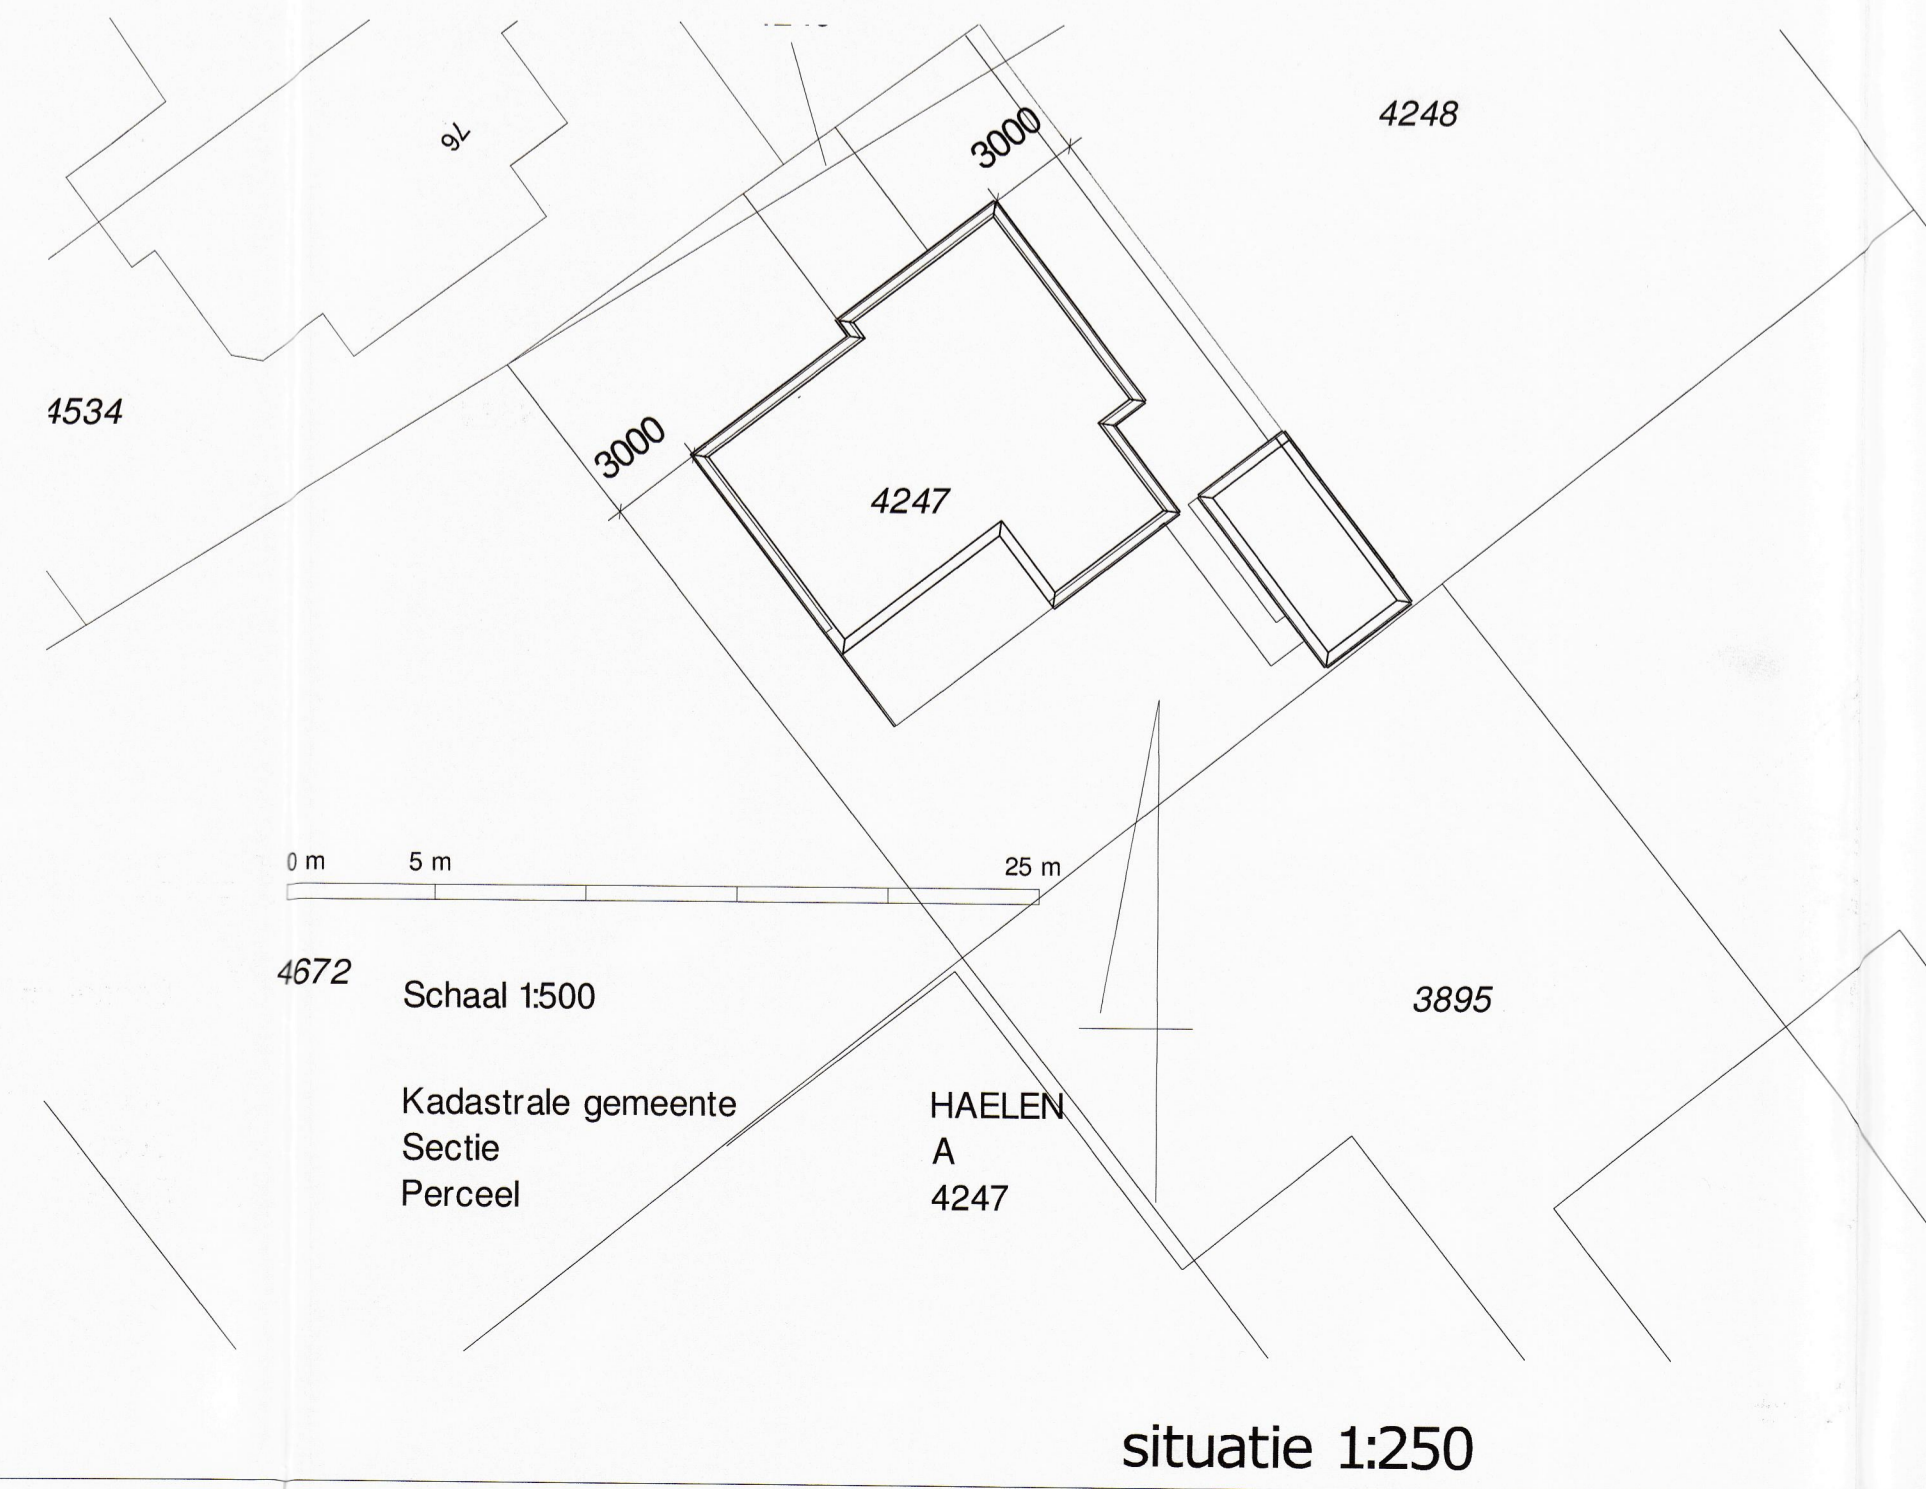 76
3000
4248
4534
3000
4247
0 m 5 m 25 m
4672
Schaal 1:500
3895
Kadastrale gemeente HAELEN
Sectie A
Perceel 4247
situatie 1:250